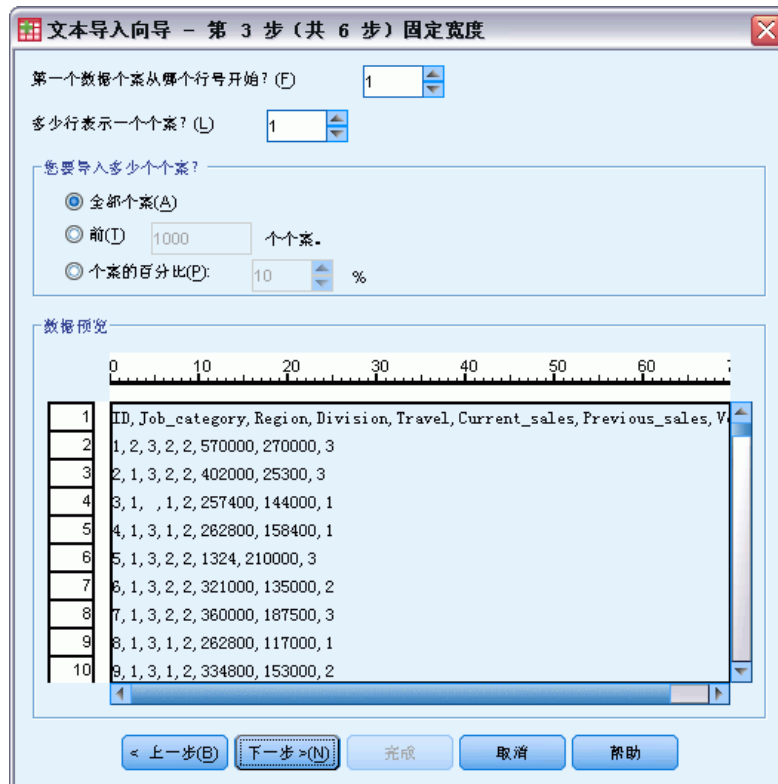 文本导入向导 - 第 3 步（共 6 步）固定宽度
第一个数据个案从哪个行号开始？(F) 1
多少行表示一个个案？(L) 1
您要导入多少个个案？
全部个案(A)
前(T) 1000 个个案。
个案的百分比(P): 10 %
数据预览
0 10 20 30 40 50 60
1 ID,Job_category,Region,Division,Travel,Current_sales,Previous_sales,V
2 1,2,3,2,2,570000,270000,3
3 2,1,3,2,2,402000,25300,3
4 3,1, ,1,2,257400,144000,1
5 4,1,3,1,2,262800,158400,1
6 5,1,3,2,2,1324,210000,3
7 6,1,3,2,2,321000,135000,2
8 7,1,3,2,2,360000,187500,3
9 8,1,3,1,2,262800,117000,1
10 9,1,3,1,2,334800,153000,2
< 上一步(B) 下一步 >(N) 完成 取消 帮助